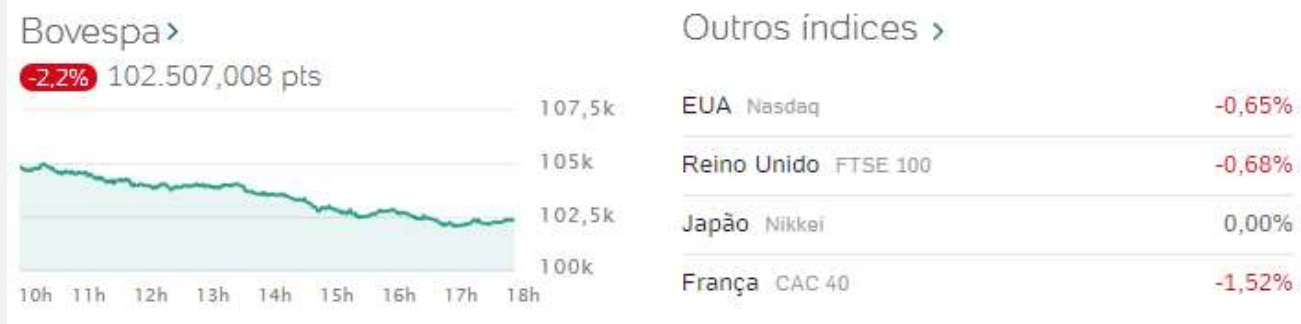 Bovespa >
-2,2% 102.507,008 pts
107,5k
105k
102,5k
100k
10h 11h 12h 13h 14h 15h 16h 17h 18h
Outros índices >
EUA Nasdaq -0,65%
Reino Unido FTSE 100 -0,68%
Japão Nikkei 0,00%
França CAC 40 -1,52%